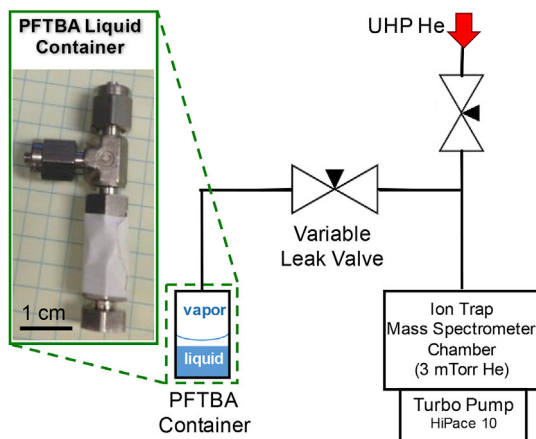 PFTBA Liquid
Container
1 cm
UHP He
Variable
Leak Valve
vapor
liquid
PFTBA
Container
Ion Trap
Mass Spectrometer
Chamber
(3 mTorr He)
Turbo Pump
HiPace 10